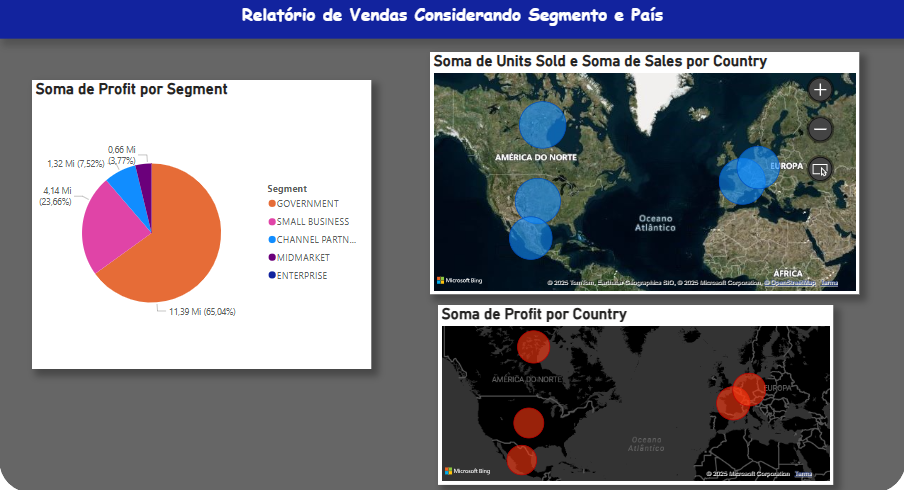 Relatório de Vendas Considerando Segmento e País
Soma de Profit por Segment
0,66 Mi
(3,77%)
1,32 Mi (7,52%)
4,14 Mi
(23,66%)
11,39 Mi (65,04%)
Segment
GOVERNMENT
SMALL BUSINESS
CHANNEL PARTN...
MIDMARKET
ENTERPRISE
Soma de Units Sold e Soma de Sales por Country
AMÉRICA DO NORTE
EUROPA
Oceano
Atlântico
ÁFRICA
Microsoft Bing
© 2025 TomTom, Earthstar Geographics SIO, © 2025 Microsoft Corporation, © OpenStreetMap Terms
Soma de Profit por Country
AMÉRICA DO NORTE
EUROPA
Oceano
Atlântico
Microsoft Bing
© 2025 Microsoft Corporation Terms